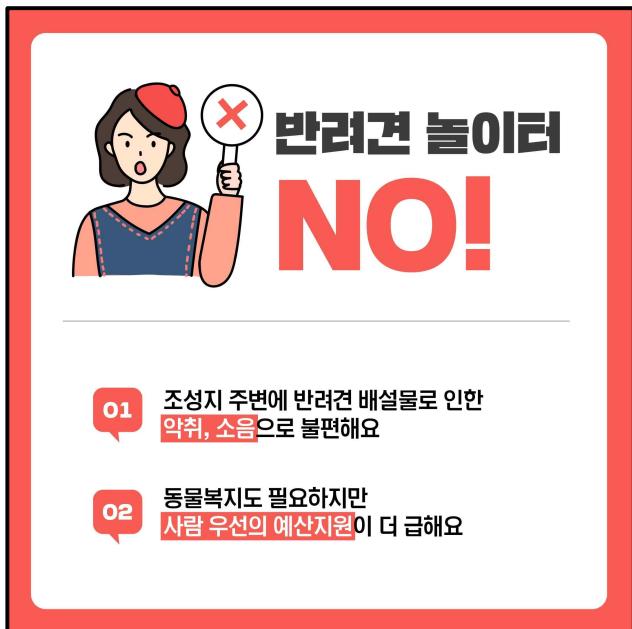 반려견 놀이터
NO!
01
조성지 주변에 반려견 배설물로 인한
악취, 소음으로 불편해요
02
동물복지도 필요하지만
사람 우선의 예산지원이 더 급해요